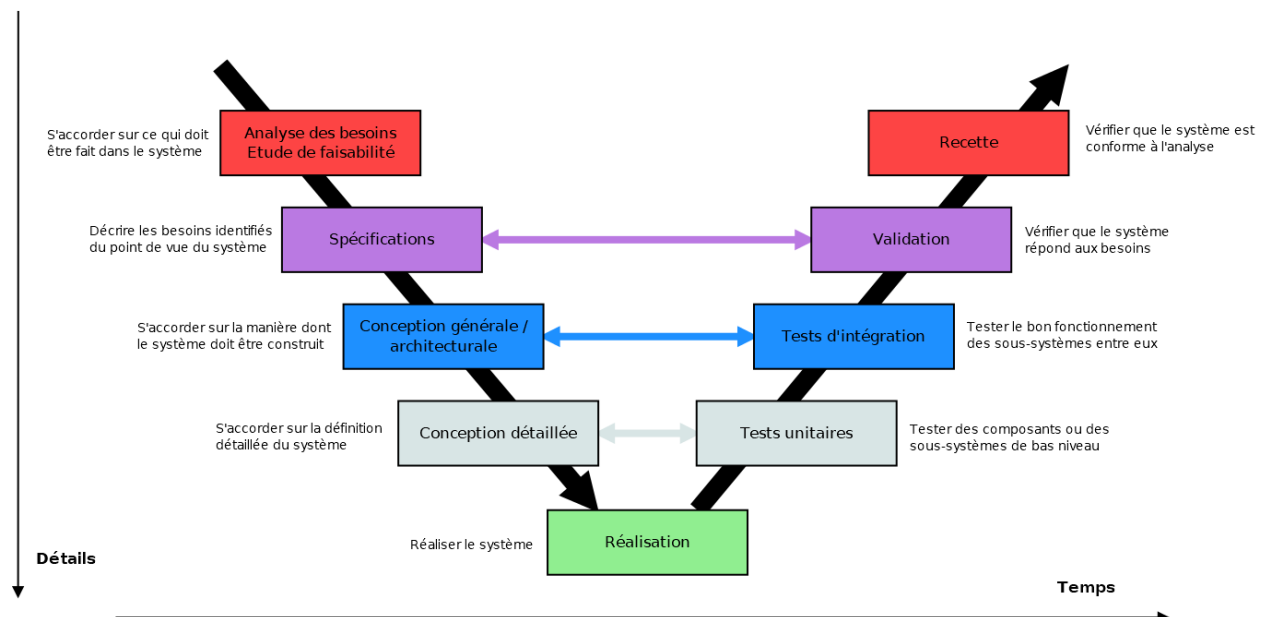 S'accorder sur ce qui doit
être fait dans le système
Analyse des besoins
Etude de faisabilité
Recette
Vérifier que le système est
conforme à l'analyse
Décrire les besoins identifiés
du point de vue du système
Spécifications
Validation
Vérifier que le système
répond aux besoins
S'accorder sur la manière dont
le système doit être construit
Conception générale /
architecturale
Tests d'intégration
Tester le bon fonctionnement
des sous-systèmes entre eux
S'accorder sur la définition
détaillée du système
Conception détaillée
Tests unitaires
Tester des composants ou des
sous-systèmes de bas niveau
Réaliser le système
Réalisation
Détails
Temps